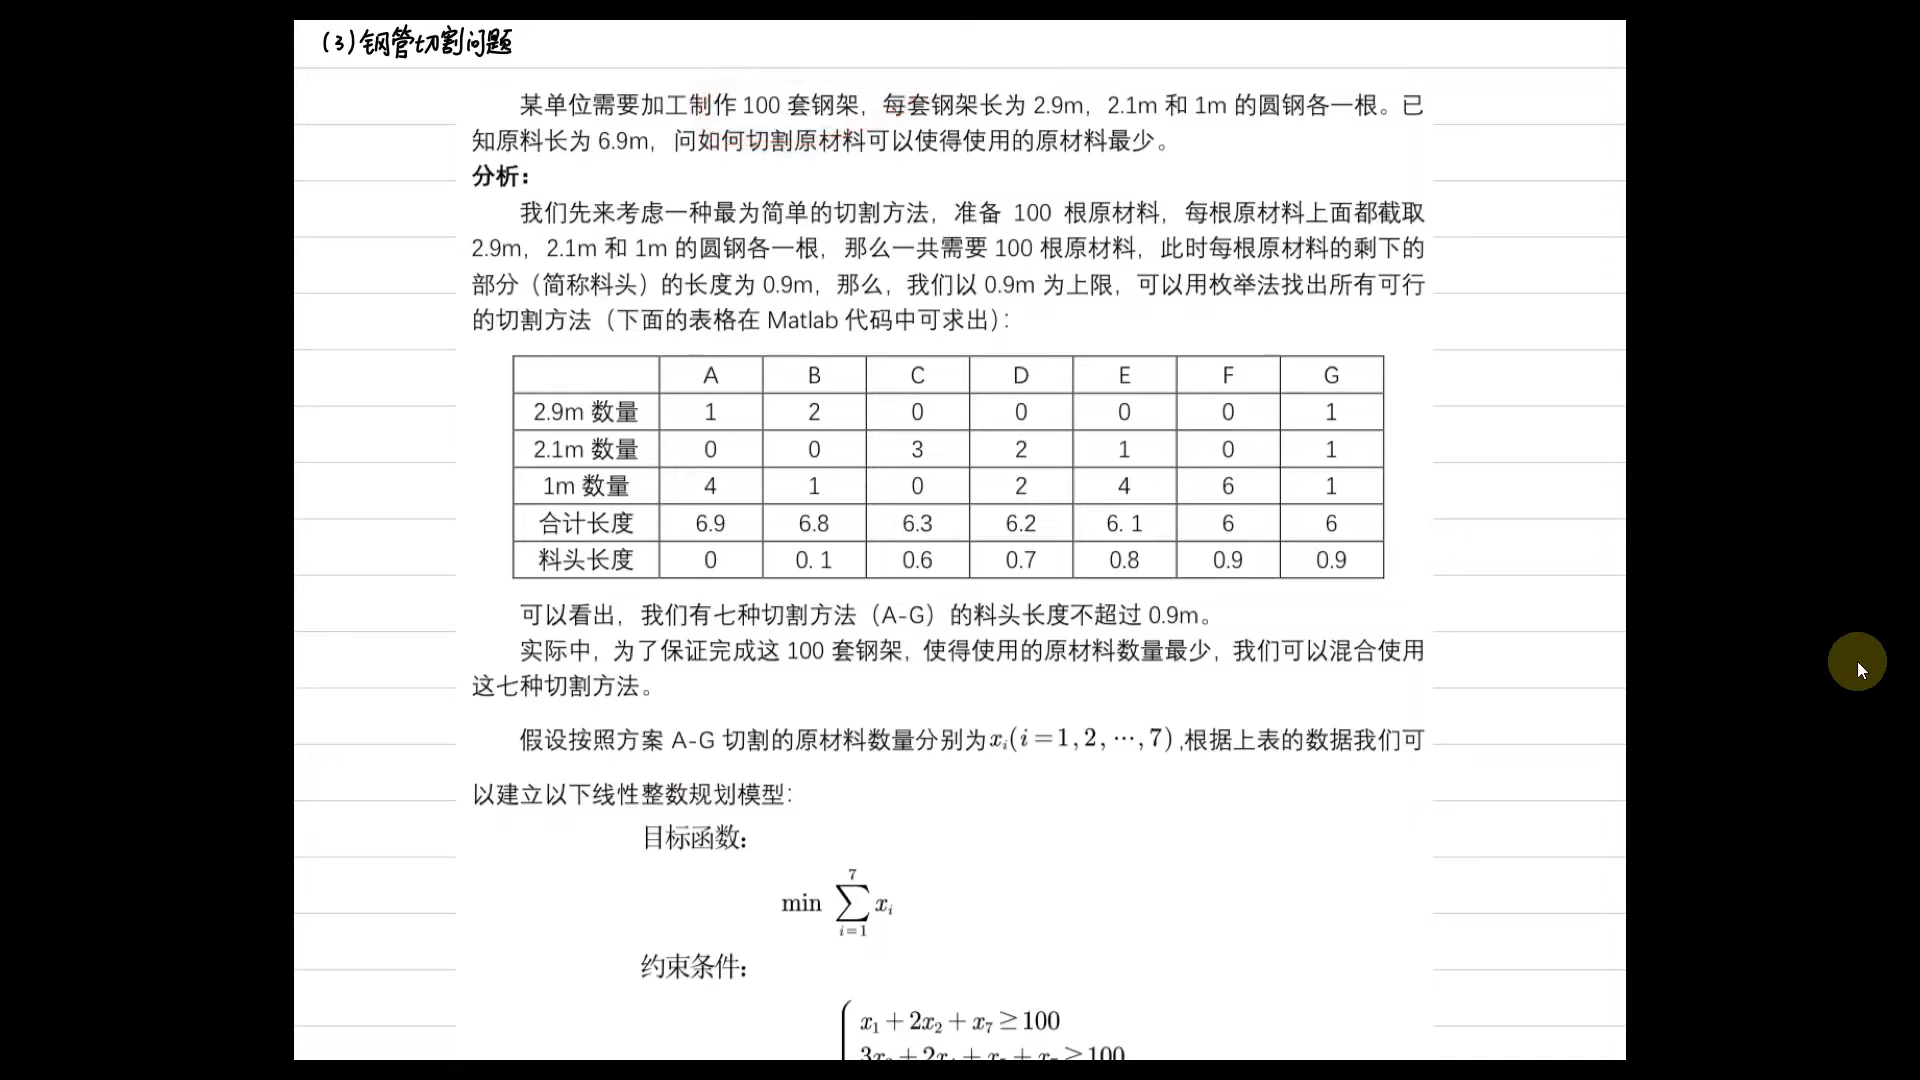 (3)钢管切割问题
某单位需要加工制作 100 套钢架，每套钢架长为 2.9m，2.1m 和 1m 的圆钢各一根。已
知原料长为 6.9m，问如何切割原材料可以使得使用的原材料最少。
分析：
我们先来考虑一种最为简单的切割方法，准备 100 根原材料，每根原材料上面都截取
2.9m，2.1m 和 1m 的圆钢各一根，那么一共需要 100 根原材料，此时每根原材料的剩下的
部分（简称料头）的长度为 0.9m，那么，我们以 0.9m 为上限，可以用枚举法找出所有可行
的切割方法（下面的表格在 Matlab 代码中可求出）：
A B C D E F G
2.9m 数量 1 2 0 0 0 0 1
2.1m 数量 0 0 3 2 1 0 1
1m 数量 4 1 0 2 4 6 1
合计长度 6.9 6.8 6.3 6.2 6. 1 6 6
料头长度 0 0. 1 0.6 0.7 0.8 0.9 0.9
可以看出，我们有七种切割方法（A-G）的料头长度不超过 0.9m。
实际中，为了保证完成这 100 套钢架，使得使用的原材料数量最少，我们可以混合使用
这七种切割方法。
假设按照方案 A-G 切割的原材料数量分别为 xᵢ(i=1,2,⋯,7),根据上表的数据我们可
以建立以下线性整数规划模型：
目标函数：
min ∑_{i=1}^{7} xᵢ
约束条件：
x₁+2x₂+x₇≥100